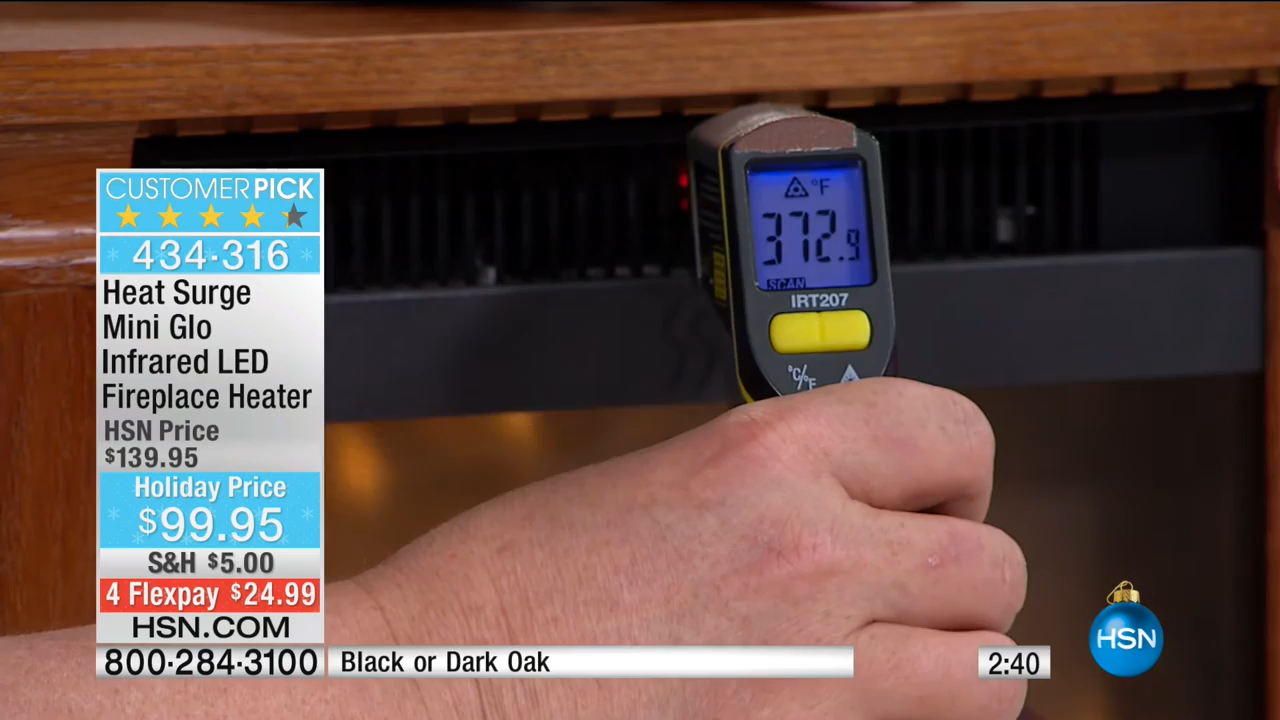 CUSTOMERPICK
434·316
Heat Surge
Mini Glo
Infrared LED
Fireplace Heater
HSN Price
$139.95
Holiday Price
$99.95
S&H $5.00
4 Flexpay $24.99
HSN.COM
800·284·3100
Black or Dark Oak
2:40
°F
372.9
SCAN
IRT207
°C/°F
HSN